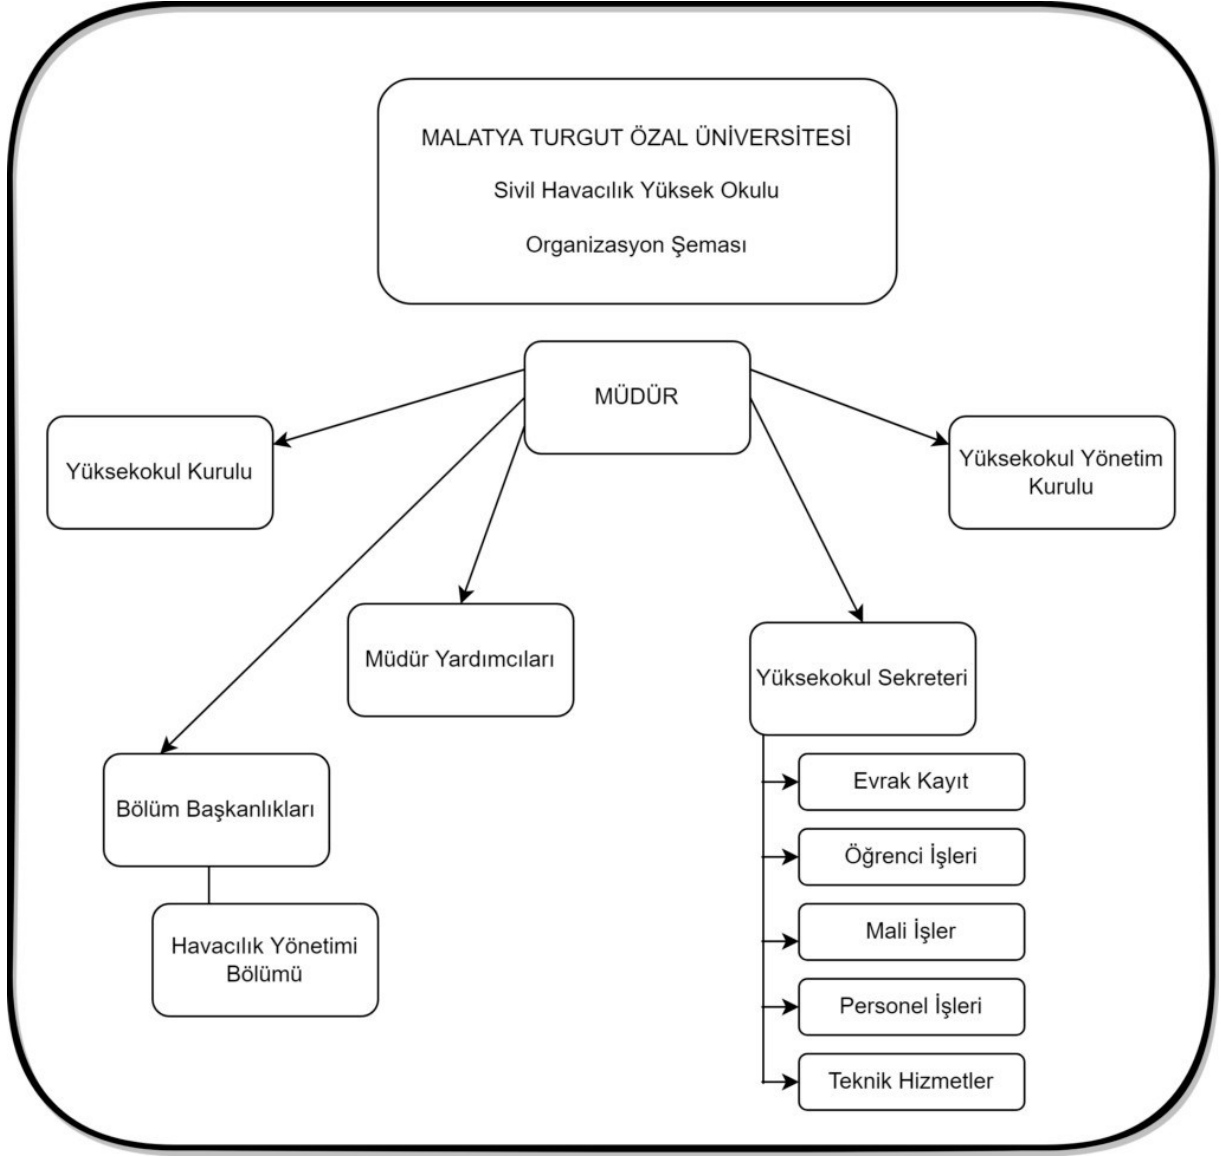 MALATYA TURGUT ÖZAL ÜNİVERSİTESİ
Sivil Havacılık Yüksek Okulu
Organizasyon Şeması
MÜDÜR
Yüksekokul Kurulu
Yüksekokul Yönetim
Kurulu
Müdür Yardımcıları
Yüksekokul Sekreteri
Bölüm Başkanlıkları
Havacılık Yönetimi
Bölümü
Evrak Kayıt
Öğrenci İşleri
Mali İşler
Personel İşleri
Teknik Hizmetler